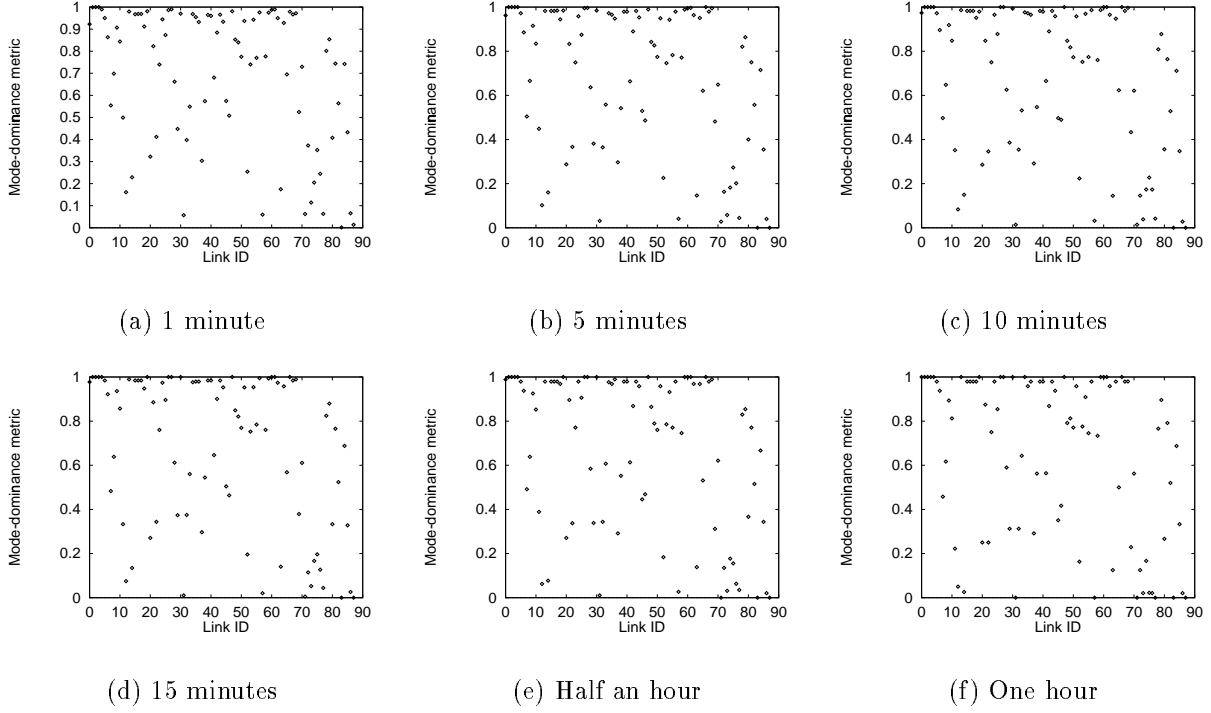 Mode-dominance metric
1
0.9
0.8
0.7
0.6
0.5
0.4
0.3
0.2
0.1
0
0 10 20 30 40 50 60 70 80 90
Link ID
(a) 1 minute
Mode-dominance metric
1
0.8
0.6
0.4
0.2
0
0 10 20 30 40 50 60 70 80 90
Link ID
(b) 5 minutes
Mode-dominance metric
1
0.8
0.6
0.4
0.2
0
0 10 20 30 40 50 60 70 80 90
Link ID
(c) 10 minutes
Mode-dominance metric
1
0.8
0.6
0.4
0.2
0
0 10 20 30 40 50 60 70 80 90
Link ID
(d) 15 minutes
Mode-dominance metric
1
0.8
0.6
0.4
0.2
0
0 10 20 30 40 50 60 70 80 90
Link ID
(e) Half an hour
Mode-dominance metric
1
0.8
0.6
0.4
0.2
0
0 10 20 30 40 50 60 70 80 90
Link ID
(f) One hour